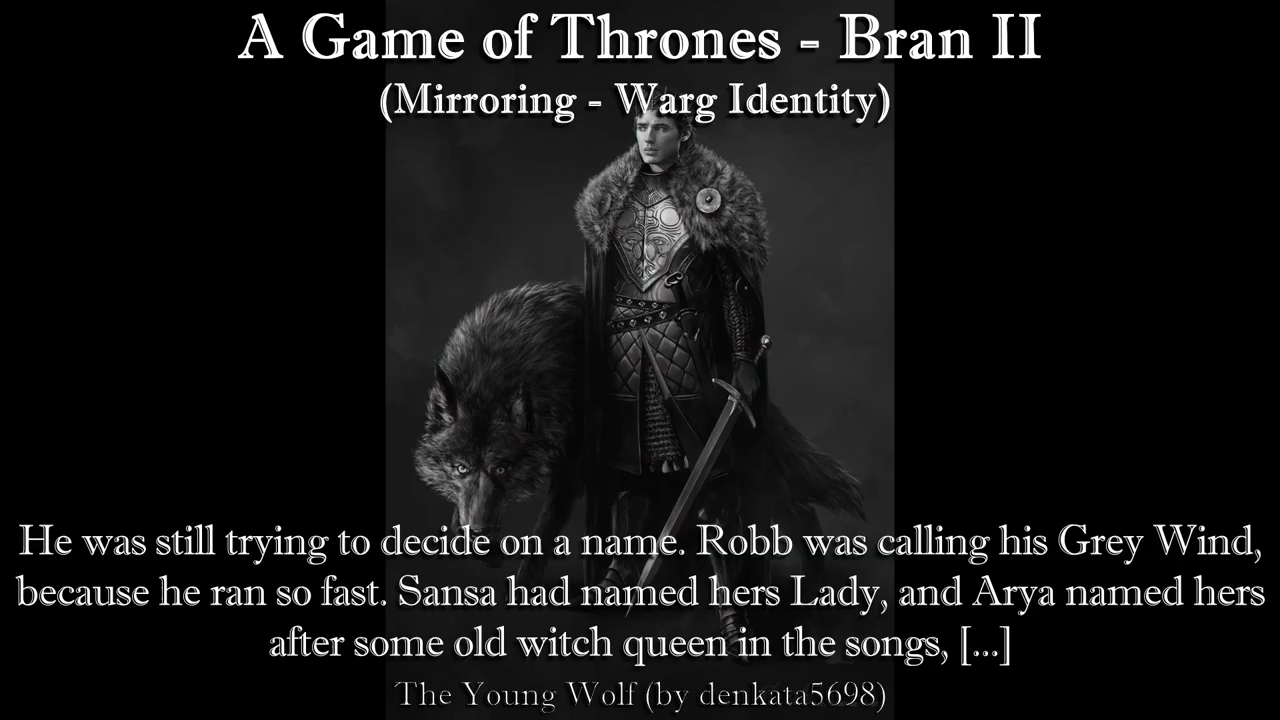 A Game of Thrones - Bran II
(Mirroring - Warg Identity)
He was still trying to decide on a name. Robb was calling his Grey Wind,
because he ran so fast. Sansa had named hers Lady, and Arya named hers
after some old witch queen in the songs, [...]
The Young Wolf (by denkata5698)